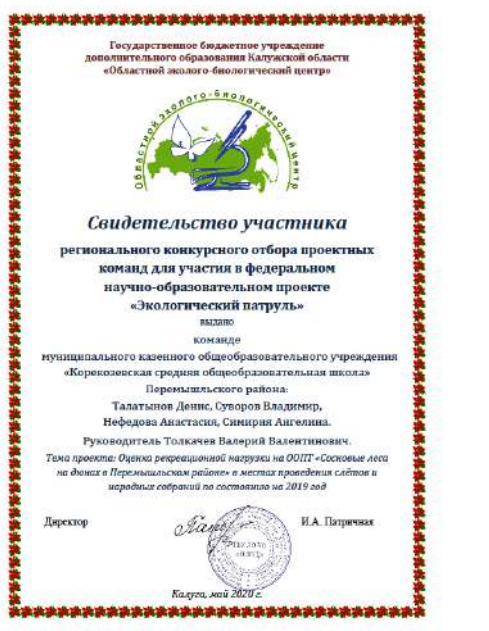 Государственное бюджетное учреждение
дополнительного образования Калужской области
«Областной эколого-биологический центр»
Областной эколого-биологический центр
Свидетельство участника
регионального конкурсного отбора проектных
команд для участия в федеральном
научно-образовательном проекте
«Экологический патруль»
выдано
команде
муниципального казенного общеобразовательного учреждения
«Корекозевская средняя общеобразовательная школа»
Перемышльского района:
Талатынов Денис, Суворов Владимир,
Нефедова Анастасия, Симирия Ангелина.
Руководитель Толкачев Валерий Валентинович.
Тема проекта: Оценка рекреационной нагрузки на ООПТ «Сосновые леса
на дюнах в Перемышльском районе» в местах проведения слётов и
народных собраний по состоянию на 2019 год
Директор
И.А. Патричная
Калуга, май 2020 г.